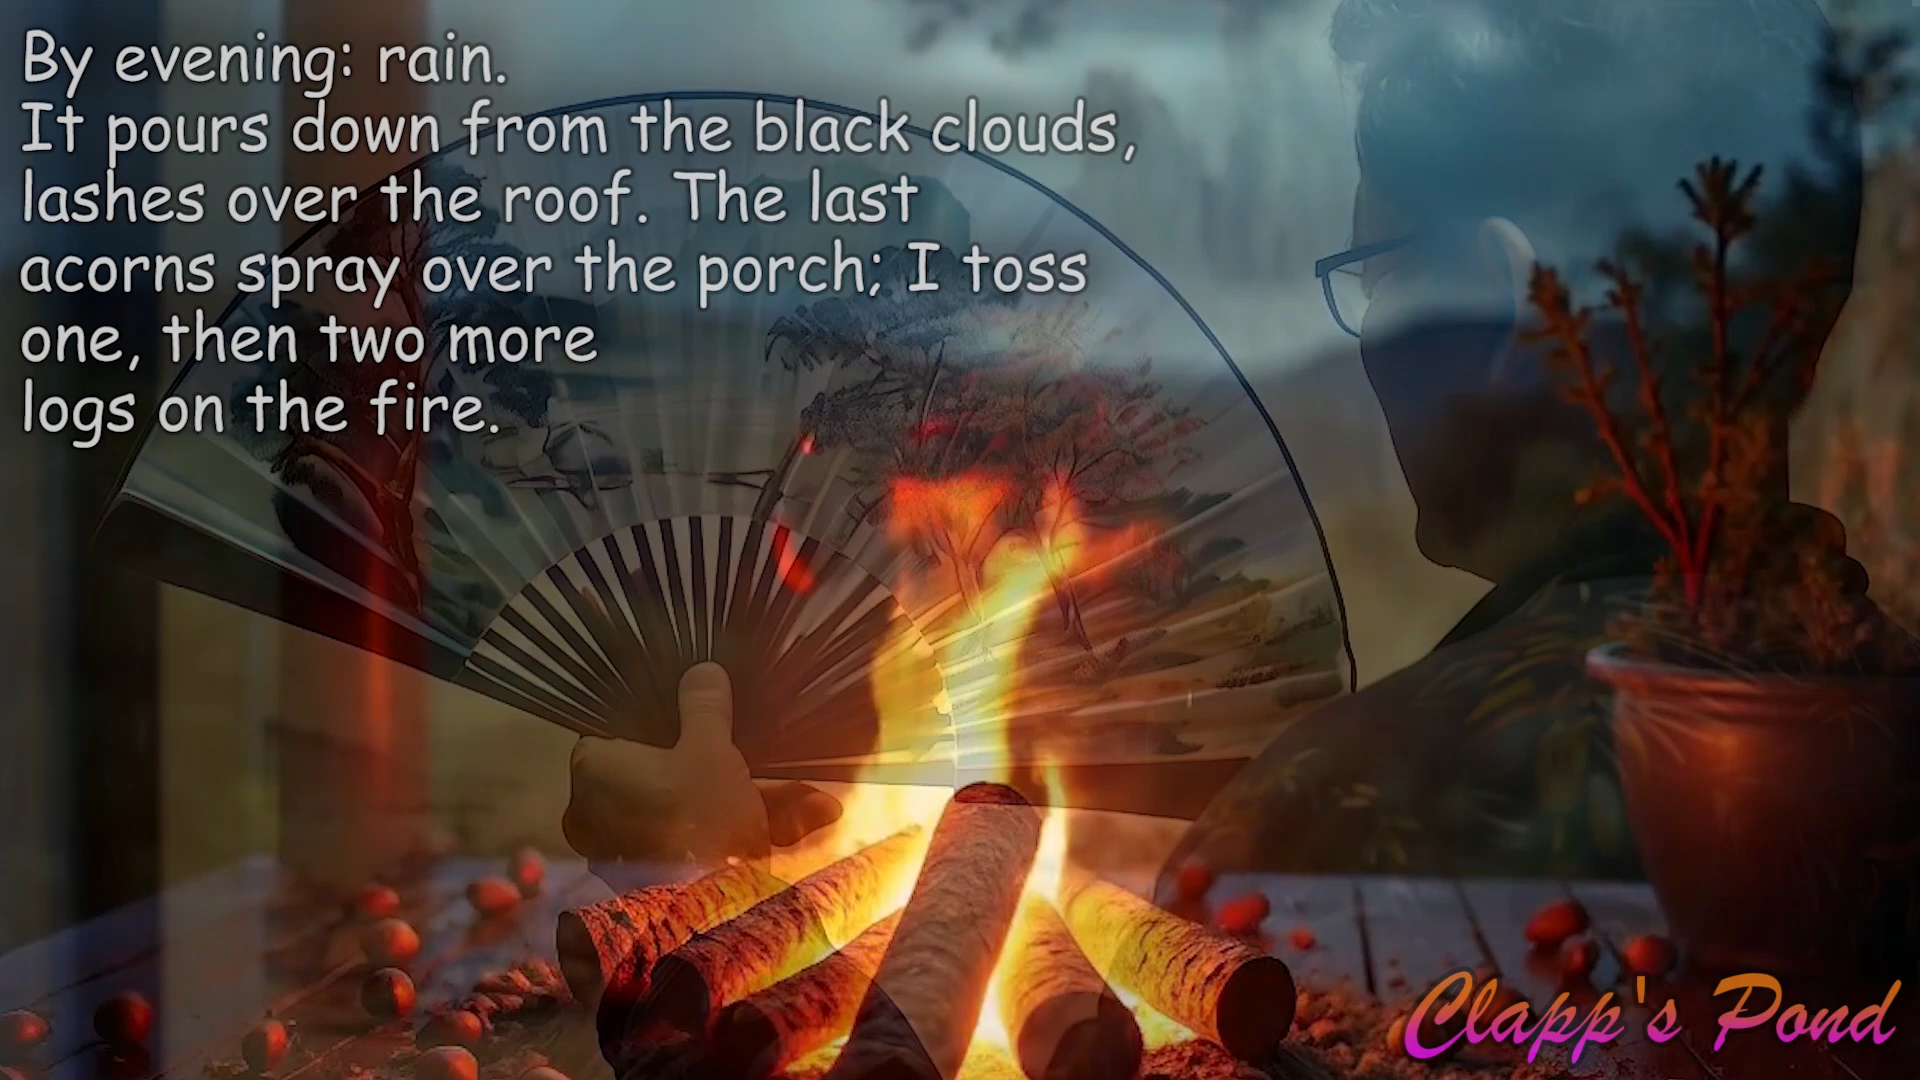 By evening: rain.
It pours down from the black clouds,
lashes over the roof. The last
acorns spray over the porch; I toss
one, then two more
logs on the fire.
Clapp's Pond